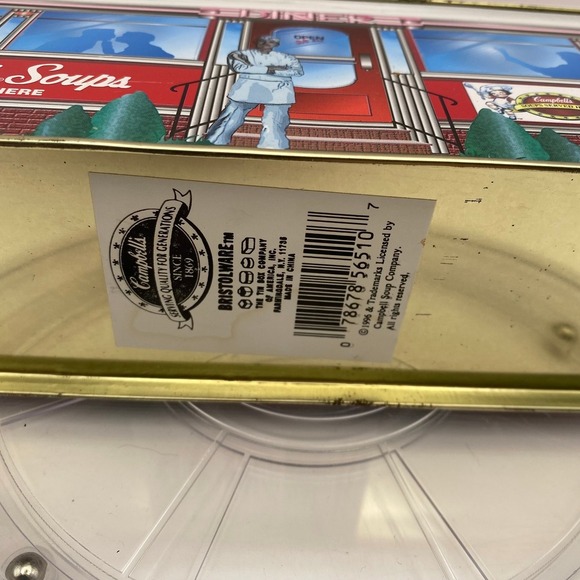 DINER
OPEN
Soups
HERE
Campbell's
Campbell's
SERVING QUALITY FOR GENERATIONS
SINCE
1869
BRISTOLWARE™
THE TIN BOX COMPANY
OF AMERICA, INC.
FARMINGDALE, N.Y. 11735
MADE IN CHINA
0 78678 56510 7
©1996 & Trademarks Licensed by
Campbell Soup Company.
All rights reserved.